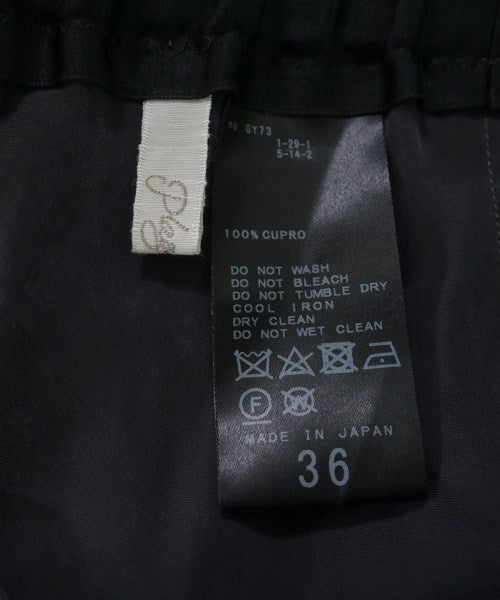 no GY73
1-29-1
5-14-2
100% CUPRO
DO NOT WASH
DO NOT BLEACH
DO NOT TUMBLE DRY
COOL IRON
DRY CLEAN
DO NOT WET CLEAN
F
W
MADE IN JAPAN
36